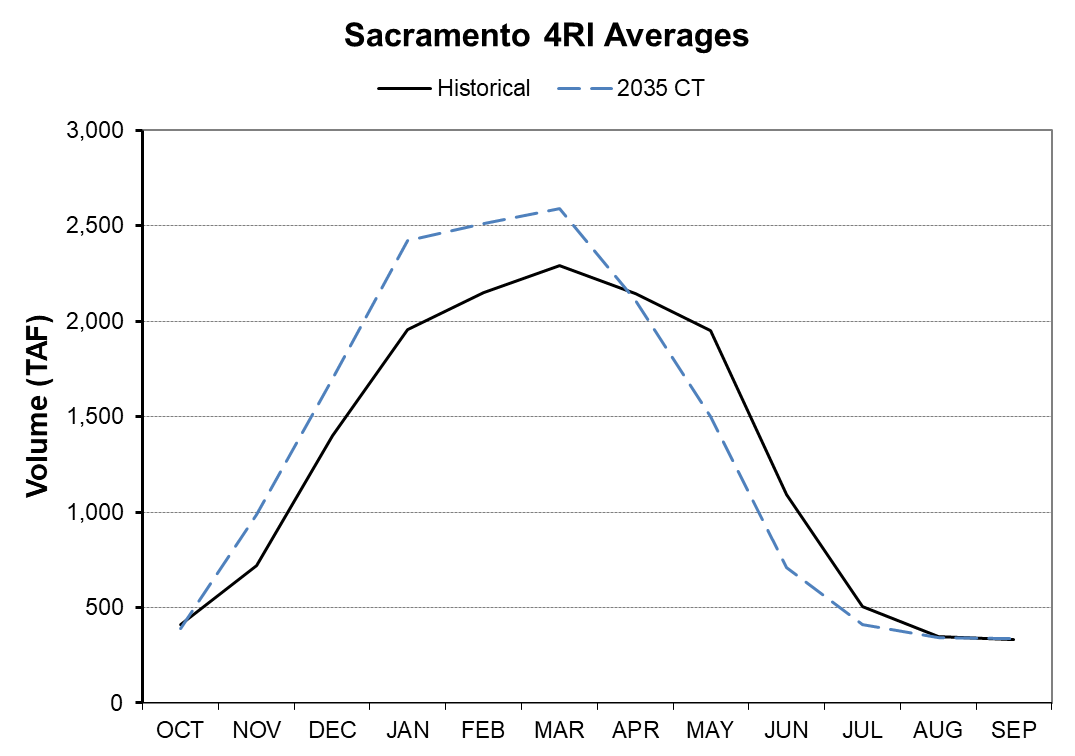 Sacramento 4RI Averages
Historical 2035 CT
Volume (TAF)
3,000
2,500
2,000
1,500
1,000
500
0
OCT NOV DEC JAN FEB MAR APR MAY JUN JUL AUG SEP